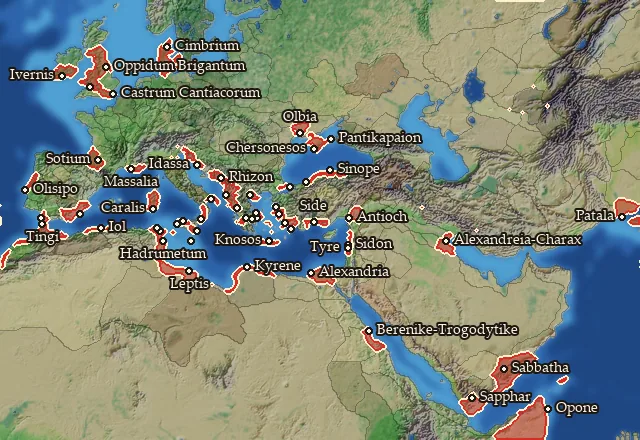 Cimbrium
Ivernis
Oppidum Brigantum
Castrum Cantiacorum
Olbia
Pantikapaion
Chersonesos
Sotium
Idassa
Sinope
Massalia
Rhizon
Olisipo
Caralis
Side
Antioch
Patala
Tingi
Iol
Knosos
Tyre
Sidon
Alexandreia-Charax
Hadrumetum
Kyrene
Alexandria
Leptis
Berenike-Trogodytike
Sabbatha
Sapphar
Opone